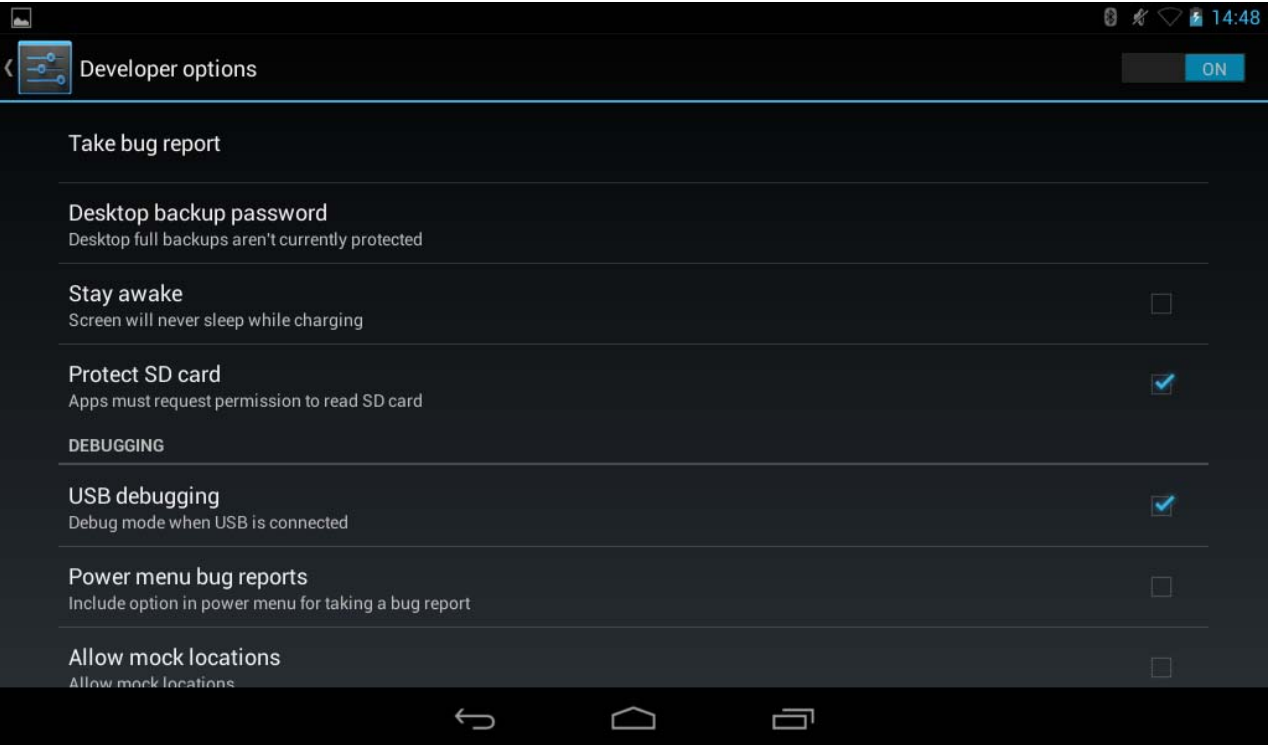 14:48
Developer options
ON
Take bug report
Desktop backup password
Desktop full backups aren't currently protected
Stay awake
Screen will never sleep while charging
Protect SD card
Apps must request permission to read SD card
DEBUGGING
USB debugging
Debug mode when USB is connected
Power menu bug reports
Include option in power menu for taking a bug report
Allow mock locations
Allow mock locations